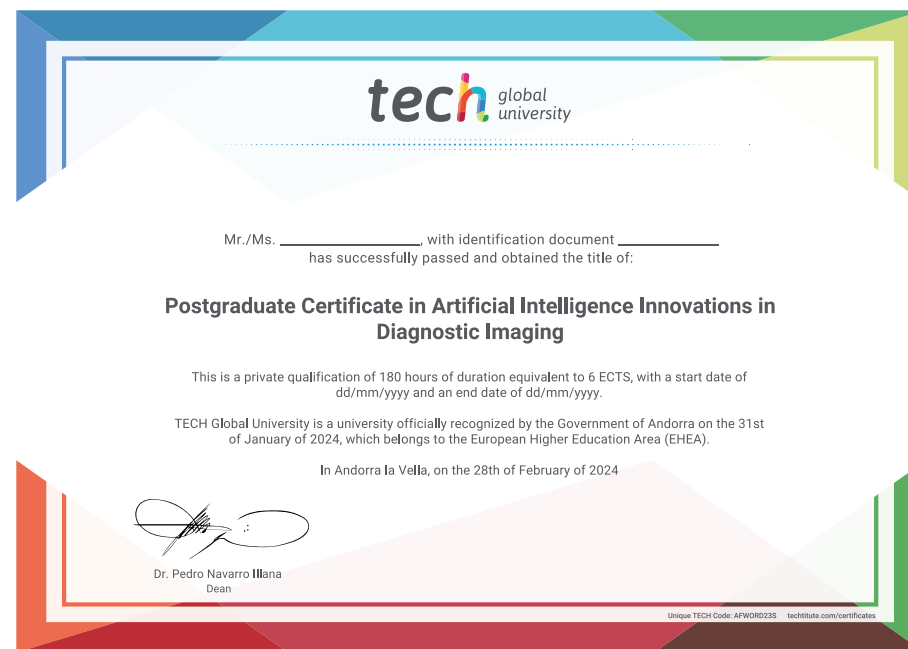 tech global
university
Mr./Ms. ____________________, with identification document ______________
has successfully passed and obtained the title of:
Postgraduate Certificate in Artificial Intelligence Innovations in
Diagnostic Imaging
This is a private qualification of 180 hours of duration equivalent to 6 ECTS, with a start date of
dd/mm/yyyy and an end date of dd/mm/yyyy.
TECH Global University is a university officially recognized by the Government of Andorra on the 31st
of January of 2024, which belongs to the European Higher Education Area (EHEA).
In Andorra la Vella, on the 28th of February of 2024
Dr. Pedro Navarro Illana
Dean
Unique TECH Code: AFWORD23S techtitute.com/certificates